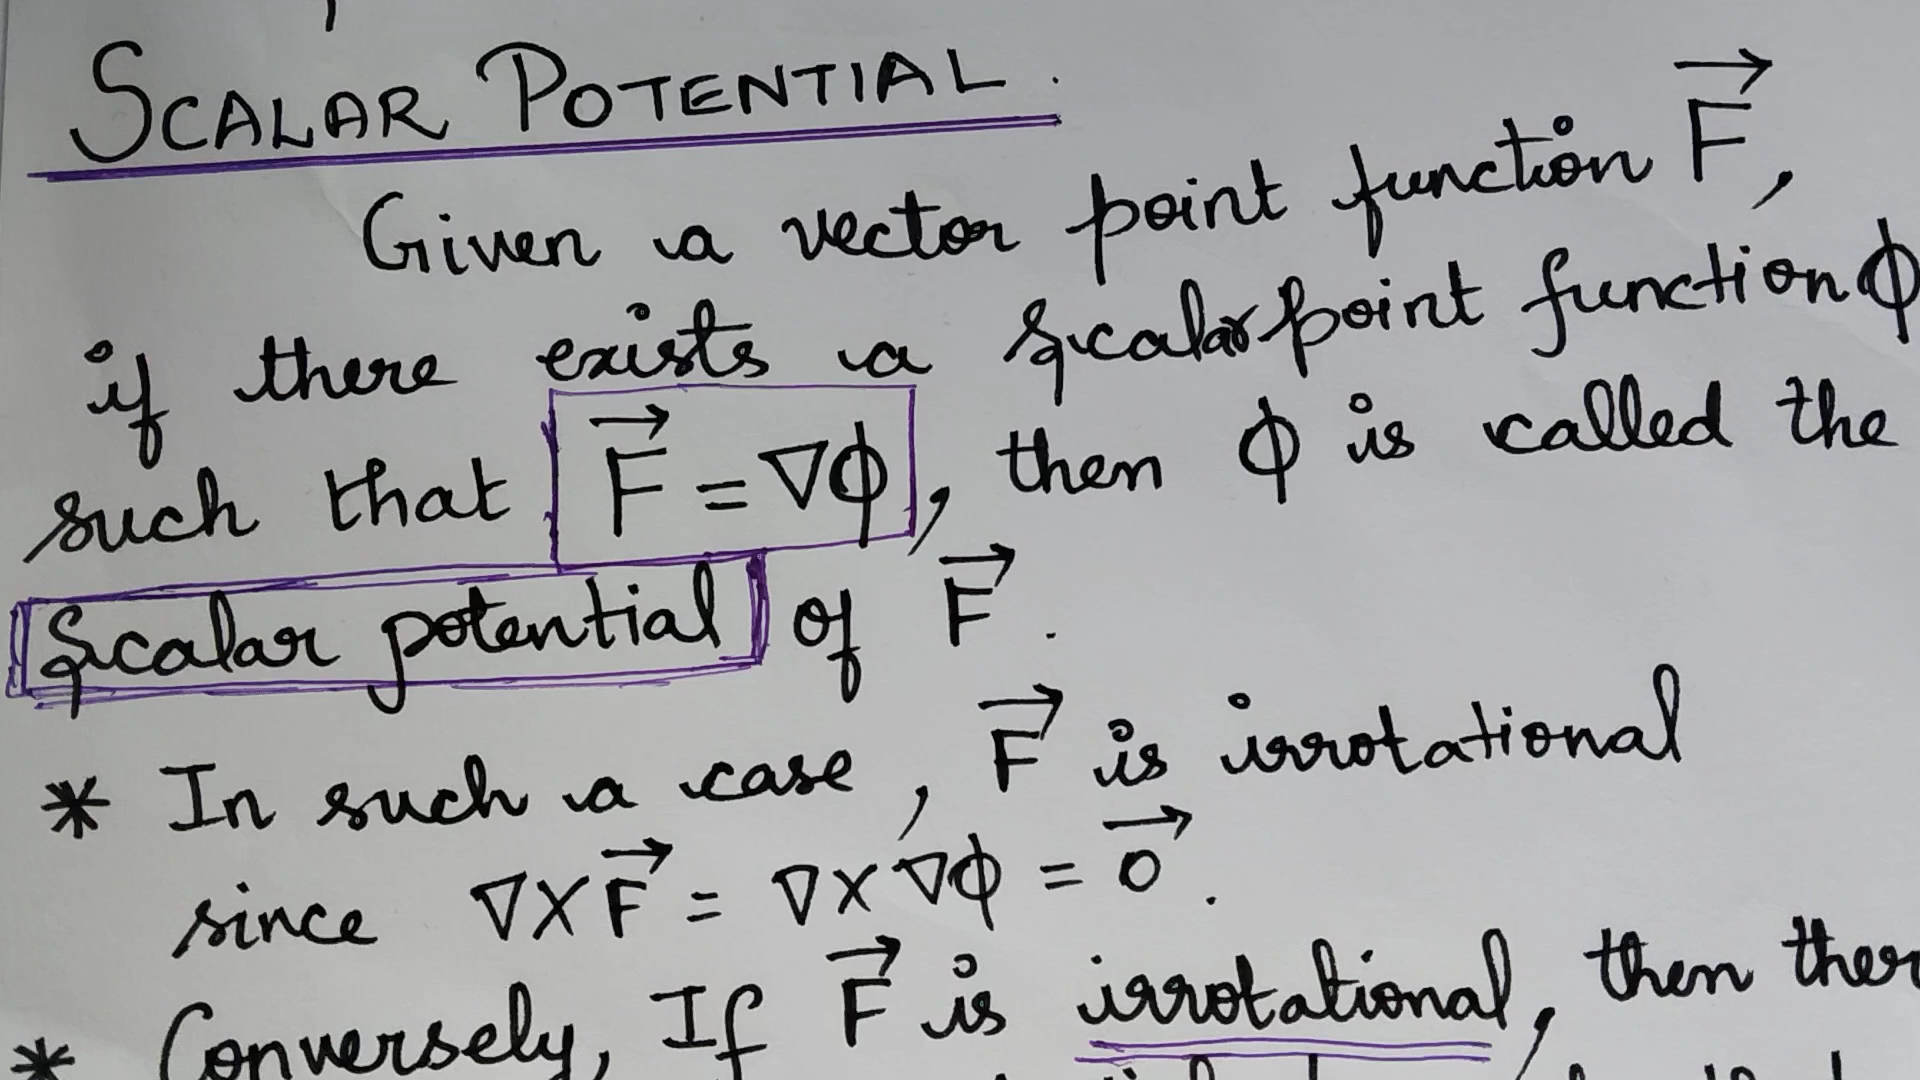 SCALAR POTENTIAL.
Given a vector point function F⃗,
if there exists a scalar point function ϕ
such that F⃗ = ∇ϕ, then ϕ is called the
scalar potential of F⃗.
* In such a case, F⃗ is irrotational
since ∇×F⃗ = ∇×∇ϕ = 0⃗.
* Conversely, If F⃗ is irrotational, then ther